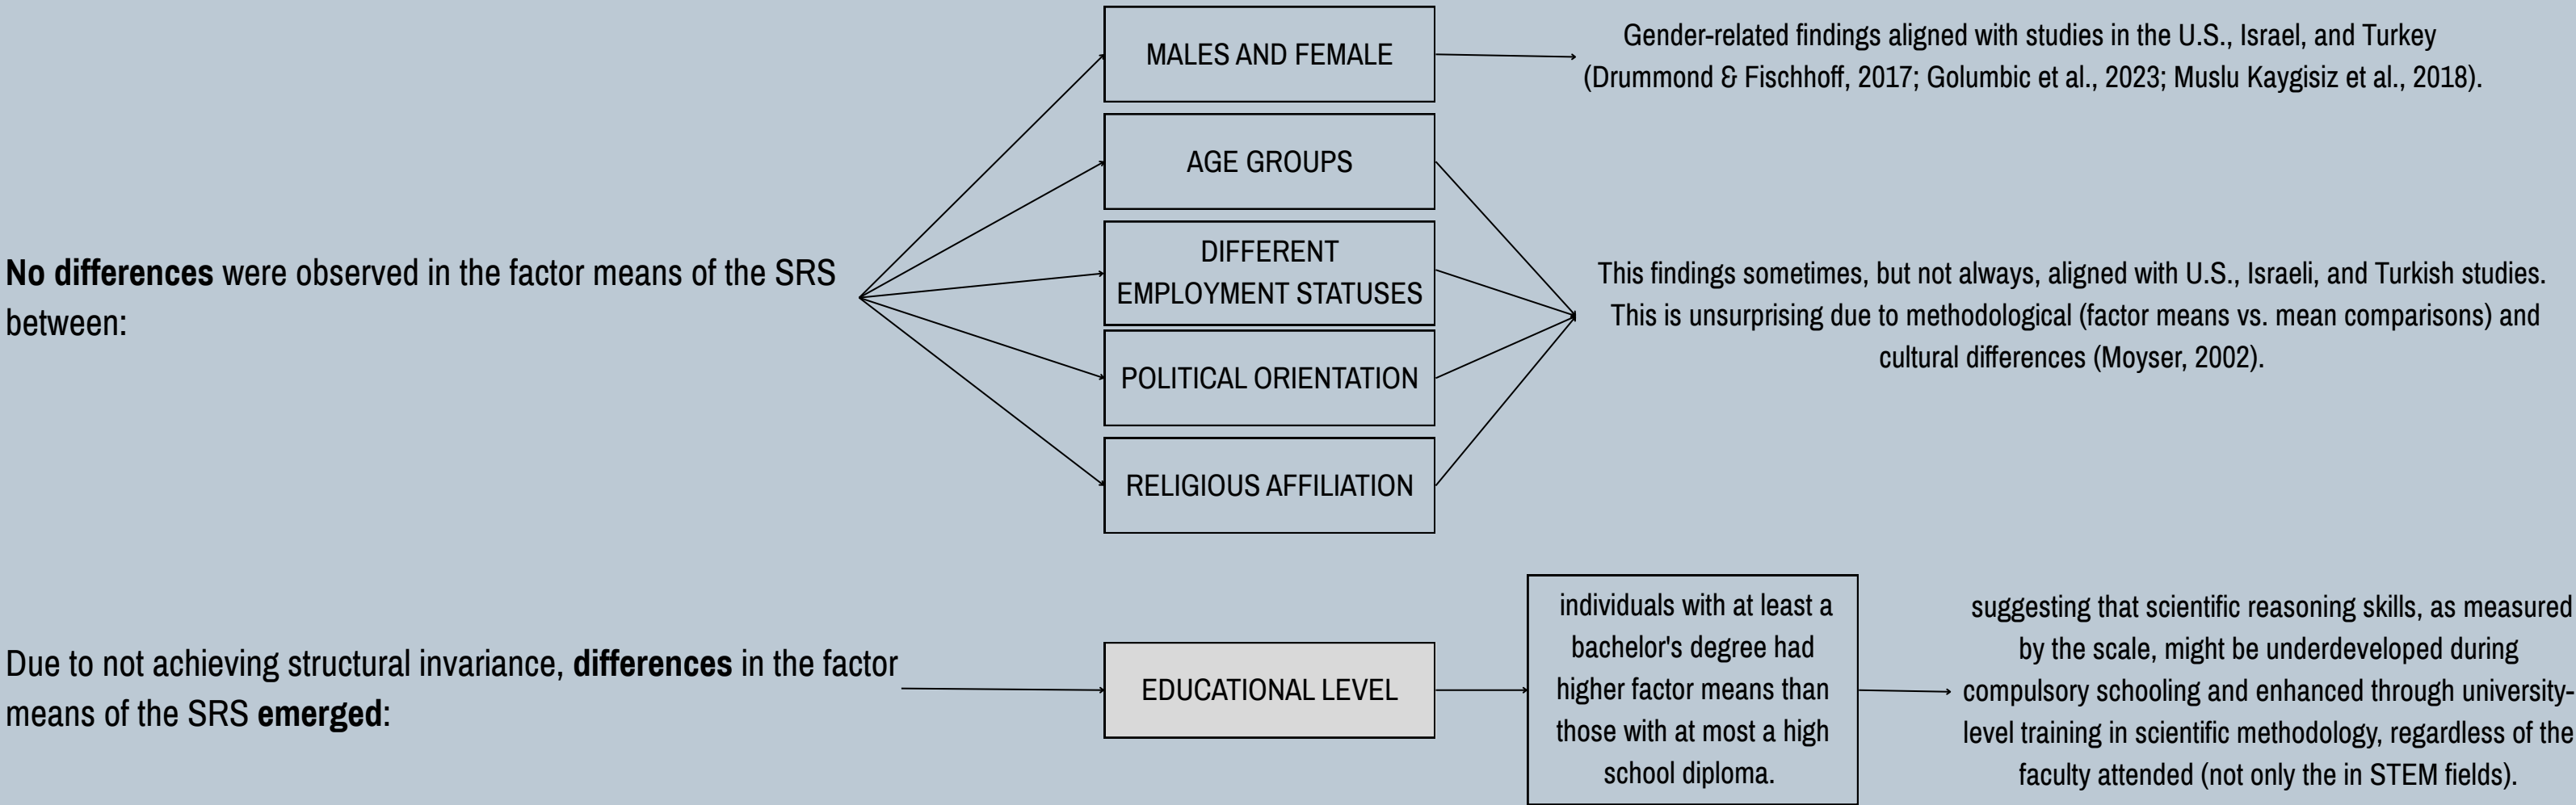 No differences were observed in the factor means of the SRS
between:
MALES AND FEMALE
Gender-related findings aligned with studies in the U.S., Israel, and Turkey
(Drummond & Fischhoff, 2017; Golumbic et al., 2023; Muslu Kaygisiz et al., 2018).
AGE GROUPS
DIFFERENT
EMPLOYMENT STATUSES
POLITICAL ORIENTATION
RELIGIOUS AFFILIATION
This findings sometimes, but not always, aligned with U.S., Israeli, and Turkish studies.
This is unsurprising due to methodological (factor means vs. mean comparisons) and
cultural differences (Moyser, 2002).
Due to not achieving structural invariance, differences in the factor
means of the SRS emerged:
EDUCATIONAL LEVEL
individuals with at least a
bachelor's degree had
higher factor means than
those with at most a high
school diploma.
suggesting that scientific reasoning skills, as measured
by the scale, might be underdeveloped during
compulsory schooling and enhanced through university-
level training in scientific methodology, regardless of the
faculty attended (not only the in STEM fields).